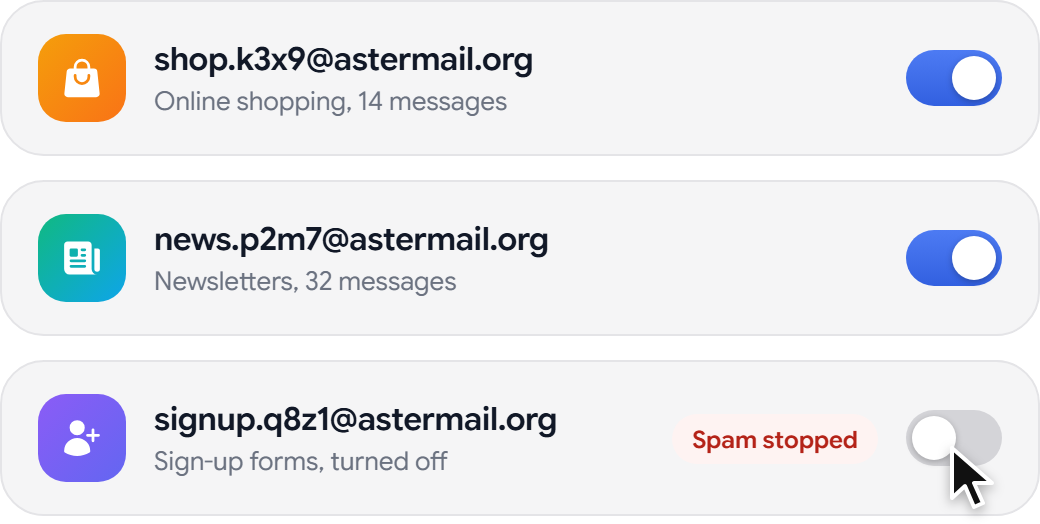 shop.k3x9@astermail.org
Online shopping, 14 messages
news.p2m7@astermail.org
Newsletters, 32 messages
signup.q8z1@astermail.org
Sign-up forms, turned off
Spam stopped